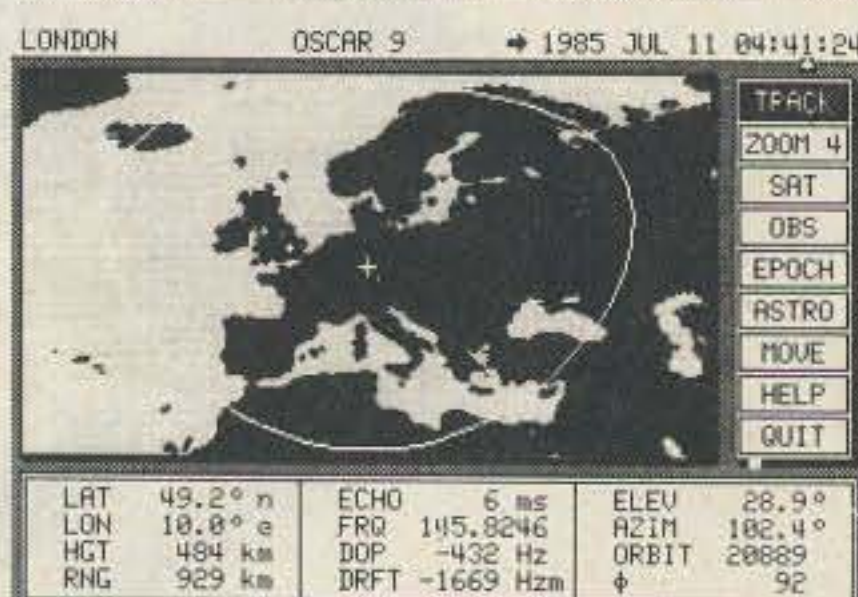 LONDON OSCAR 9 → 1985 JUL 11 04:41:24
TRACK
ZOOM 4
SAT
OBS
EPOCH
ASTRO
MOVE
HELP
QUIT
LAT 49.2° n
LON 10.0° e
HGT 484 km
RNG 929 km
ECHO 6 ms
FRQ 145.8246
DOP -432 Hz
DRFT -1669 Hzm
ELEV 28.9°
AZIM 102.4°
ORBIT 20889
ϕ 92